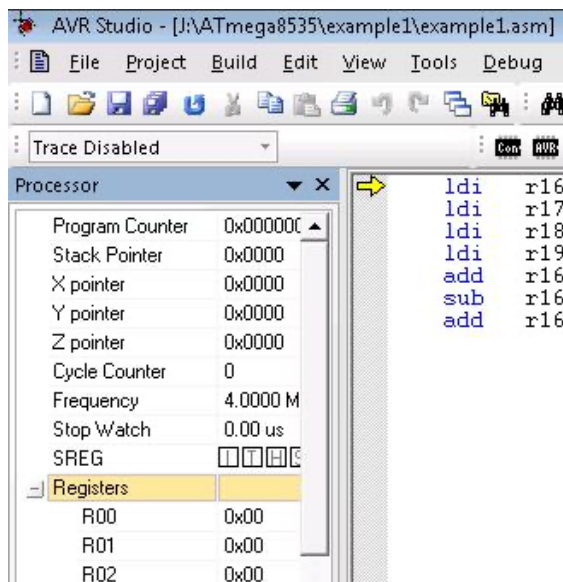 AVR Studio - [J:\ATmega8535\example1\example1.asm]
File Project Build Edit View Tools Debug
Trace Disabled
Con AVR
Processor
Program Counter 0x000000
Stack Pointer 0x0000
X pointer 0x0000
Y pointer 0x0000
Z pointer 0x0000
Cycle Counter 0
Frequency 4.0000 M
Stop Watch 0.00 us
SREG I T H S
Registers
R00 0x00
R01 0x00
R02 0x00
ldi r16
ldi r17
ldi r18
ldi r19
add r16
sub r16
add r16